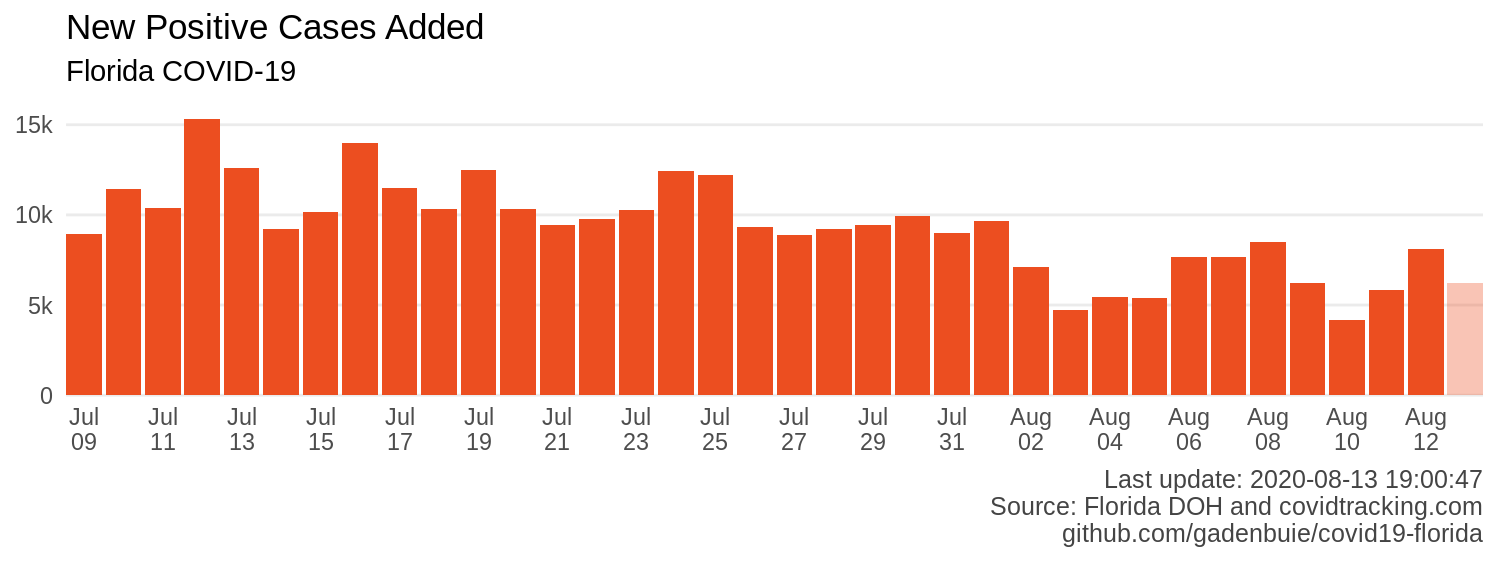 New Positive Cases Added
Florida COVID-19
15k
10k
5k
0
Jul Jul Jul Jul Jul Jul Jul Jul Jul Jul Jul Jul Aug Aug Aug Aug Aug Aug
09 11 13 15 17 19 21 23 25 27 29 31 02 04 06 08 10 12
Last update: 2020-08-13 19:00:47
Source: Florida DOH and covidtracking.com
github.com/gadenbuie/covid19-florida